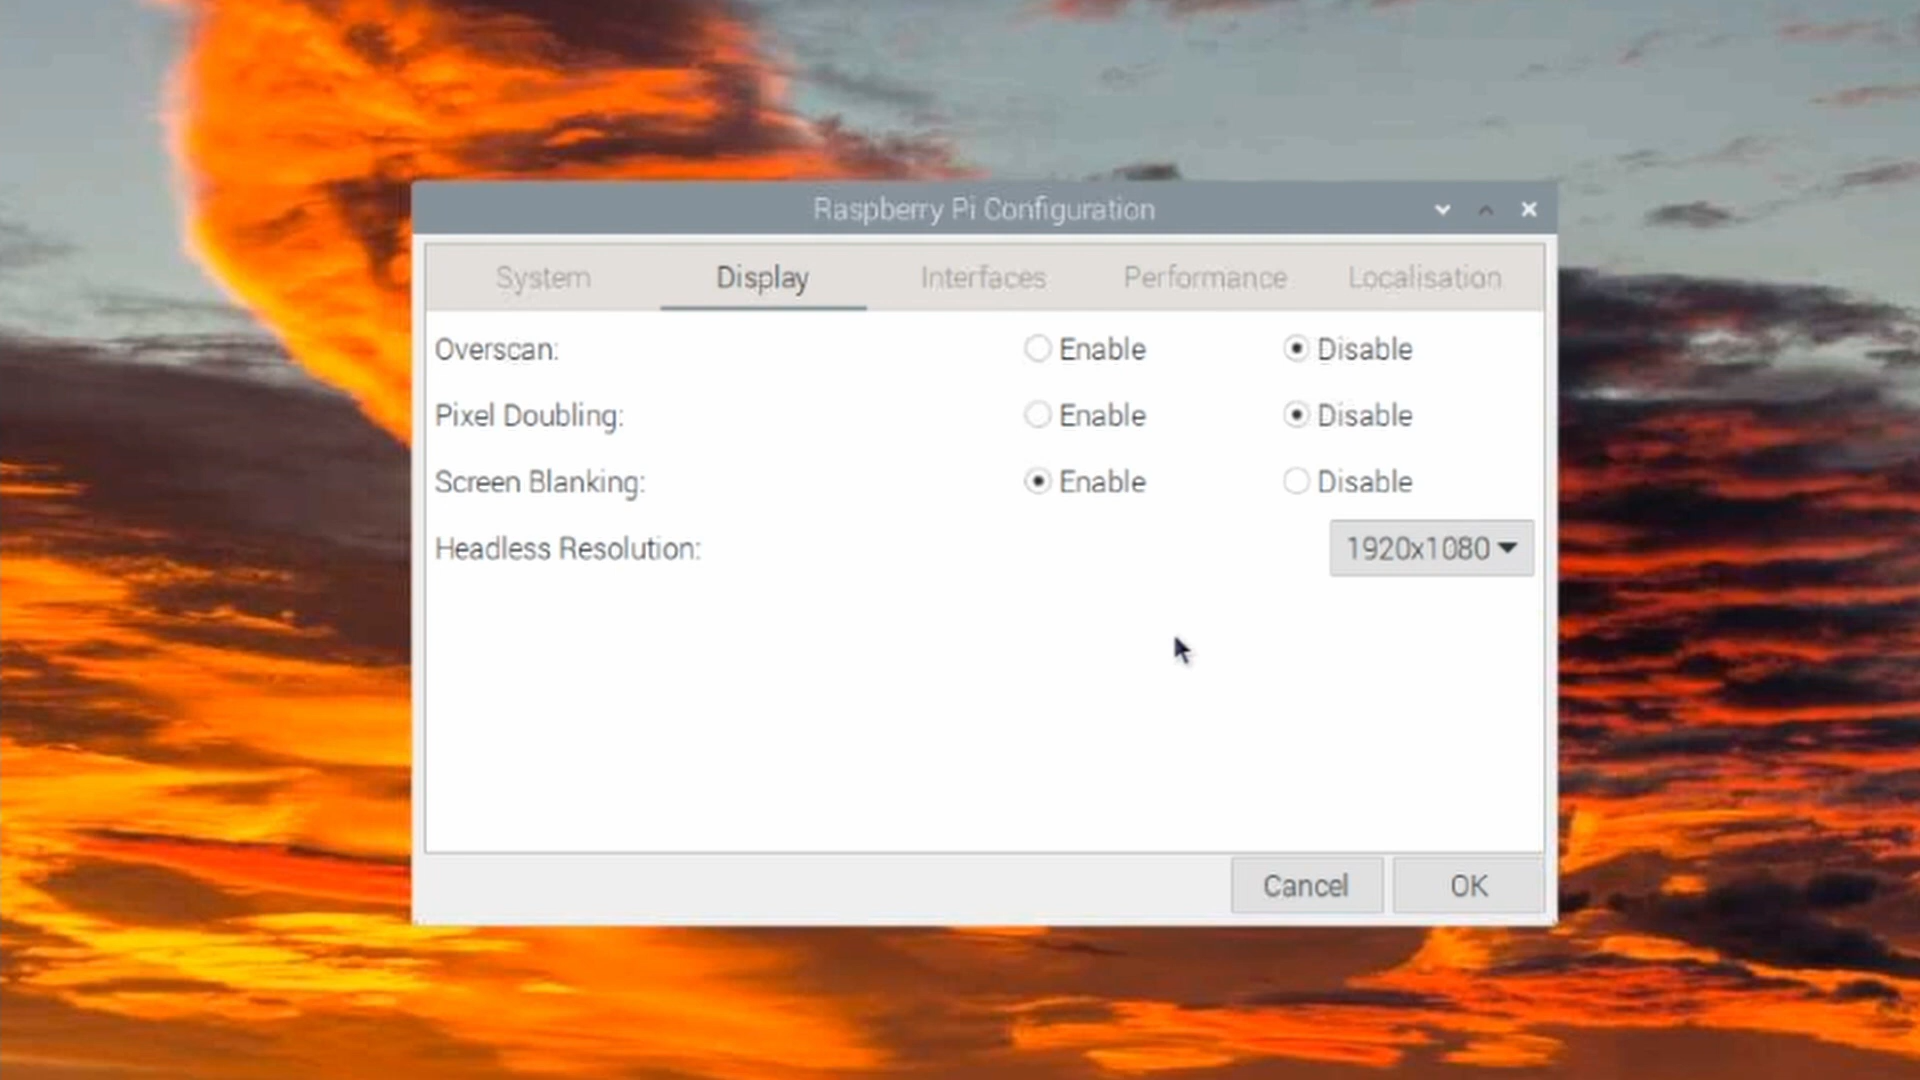 Raspberry Pi Configuration
System Display Interfaces Performance Localisation
Overscan: Enable Disable
Pixel Doubling: Enable Disable
Screen Blanking: Enable Disable
Headless Resolution: 1920x1080
Cancel OK